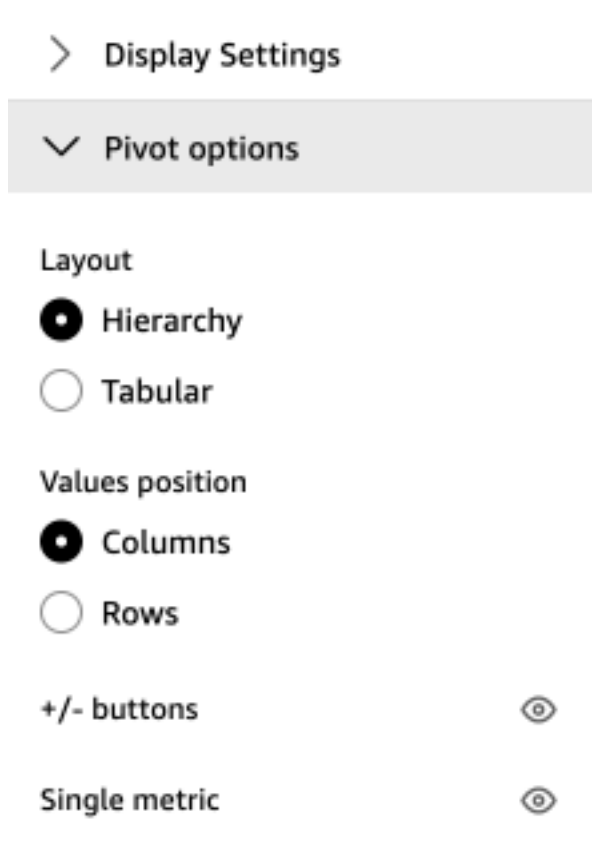 Display Settings
Pivot options
Layout
Hierarchy
Tabular
Values position
Columns
Rows
+/- buttons
Single metric